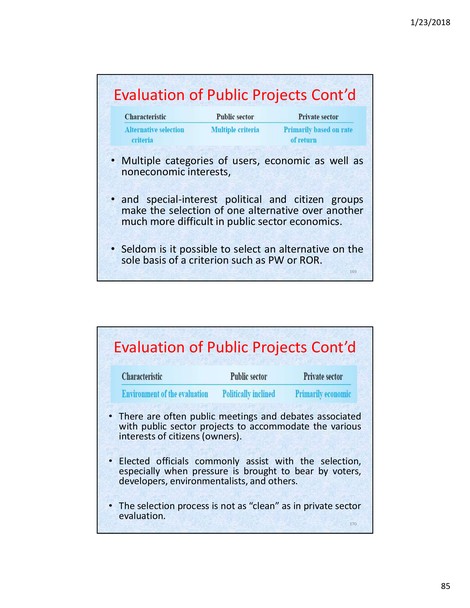 1/23/2018
Evaluation of Public Projects Cont’d
Characteristic Public sector Private sector
Alternative selection Multiple criteria Primarily based on rate
criteria of return
• Multiple categories of users, economic as well as
noneconomic interests,
• and special-interest political and citizen groups
make the selection of one alternative over another
much more difficult in public sector economics.
• Seldom is it possible to select an alternative on the
sole basis of a criterion such as PW or ROR.
Evaluation of Public Projects Cont’d
Characteristic Public sector Private sector
Environment of the evaluation Politically inclined Primarily economic
• There are often public meetings and debates associated
with public sector projects to accommodate the various
interests of citizens (owners).
• Elected officials commonly assist with the selection,
especially when pressure is brought to bear by voters,
developers, environmentalists, and others.
• The selection process is not as “clean” as in private sector
evaluation.
85